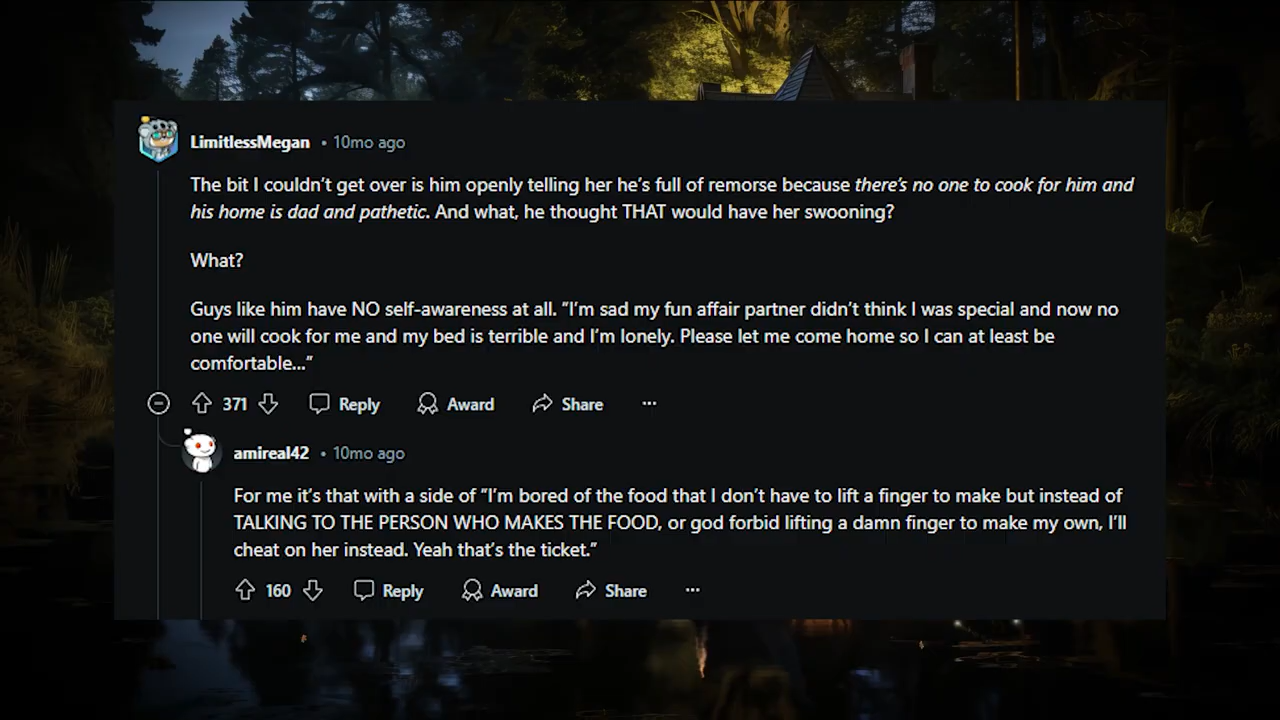 LimitlessMegan • 10mo ago
The bit I couldn't get over is him openly telling her he's full of remorse because there's no one to cook for him and
his home is dad and pathetic. And what, he thought THAT would have her swooning?
What?
Guys like him have NO self-awareness at all. “I'm sad my fun affair partner didn't think I was special and now no
one will cook for me and my bed is terrible and I'm lonely. Please let me come home so I can at least be
comfortable...”
371 Reply Award Share ...
amireal42 • 10mo ago
For me it's that with a side of “I'm bored of the food that I don't have to lift a finger to make but instead of
TALKING TO THE PERSON WHO MAKES THE FOOD, or god forbid lifting a damn finger to make my own, I'll
cheat on her instead. Yeah that's the ticket.”
160 Reply Award Share ...